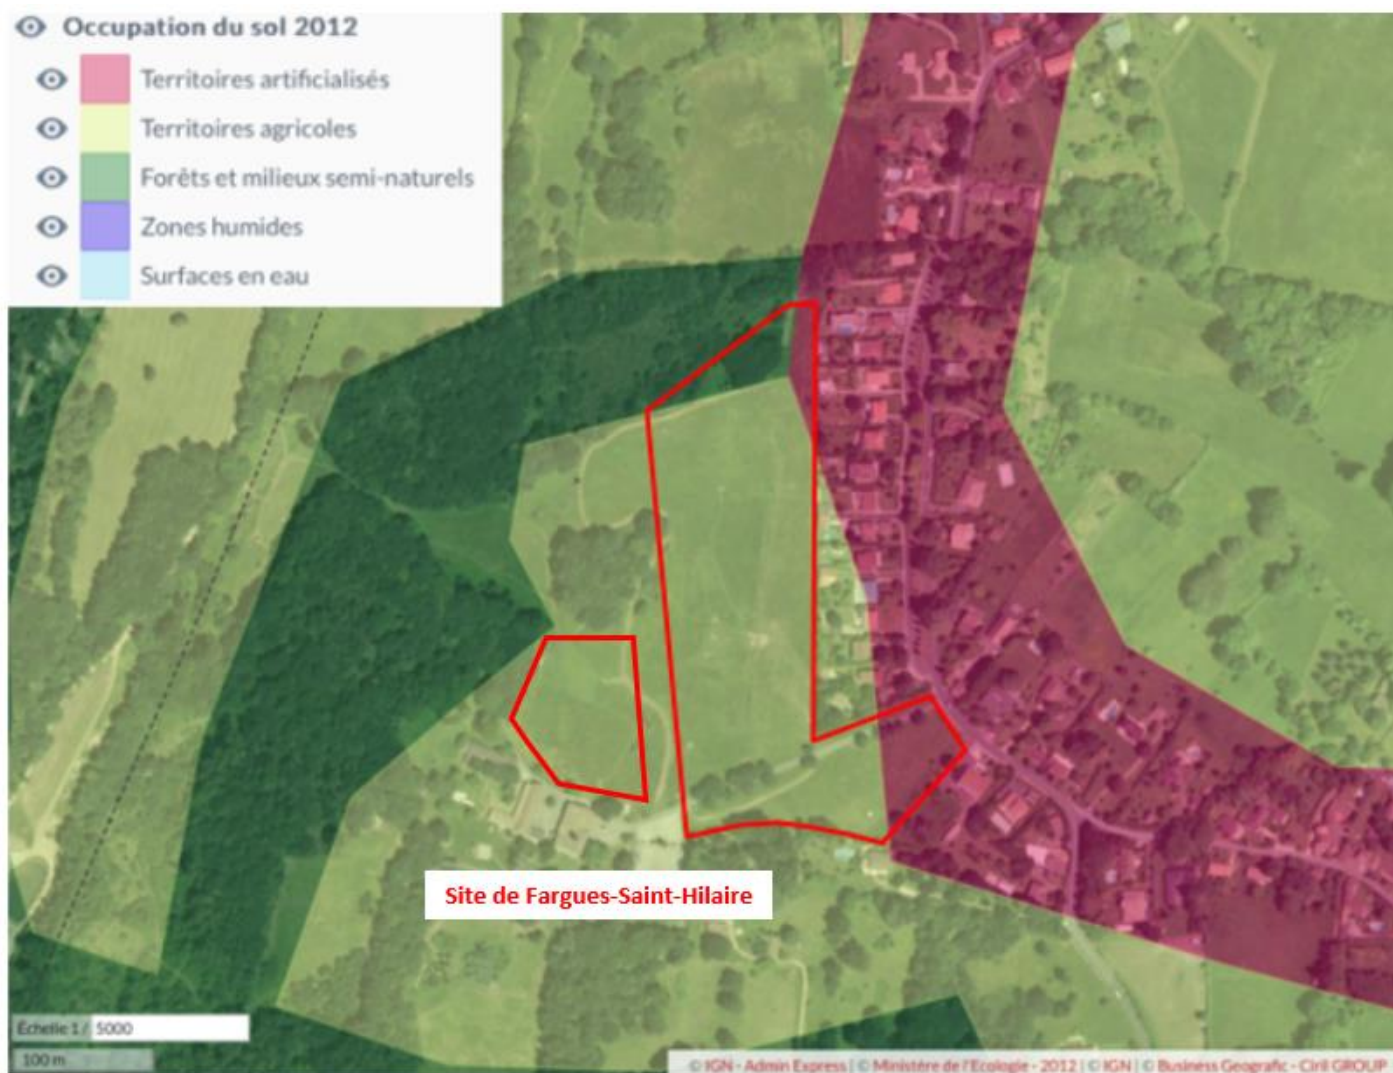 Occupation du sol 2012
Territoires artificialisés
Territoires agricoles
Forêts et milieux semi-naturels
Zones humides
Surfaces en eau
Site de Fargues-Saint-Hilaire
Échelle 1 / 5000
100 m
© IGN - Admin Express | © Ministère de l'Ecologie - 2012 | © IGN | © Business Geografic - Ciril GROUP